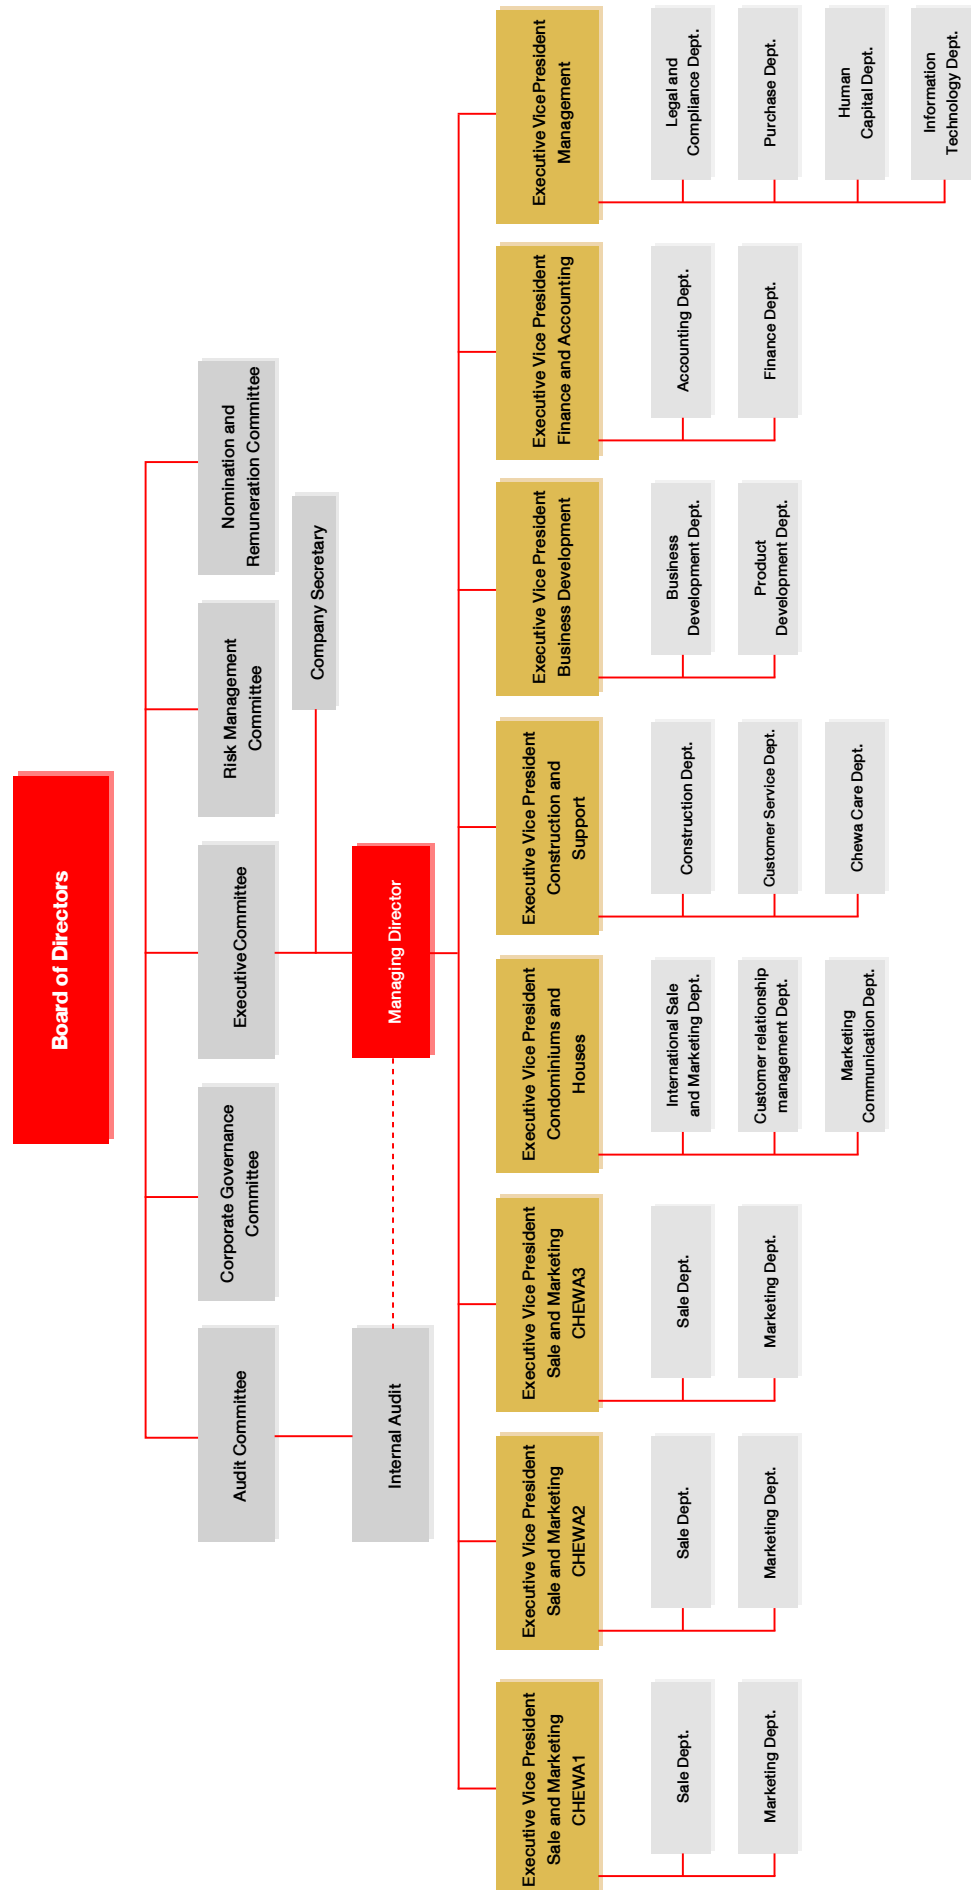 Board of Directors
Audit Committee
Corporate Governance
Committee
Executive Committee
Risk Management
Committee
Nomination and
Remuneration Committee
Company Secretary
Internal Audit
Managing Director
Executive Vice President
Sale and Marketing
CHEWA1
Executive Vice President
Sale and Marketing
CHEWA2
Executive Vice President
Sale and Marketing
CHEWA3
Executive Vice President
Condominiums and
Houses
Executive Vice President
Construction and
Support
Executive Vice President
Business Development
Executive Vice President
Finance and Accounting
Executive Vice President
Management
Sale Dept.
Marketing Dept.
Sale Dept.
Marketing Dept.
Sale Dept.
Marketing Dept.
International Sale
and Marketing Dept.
Customer relationship
management Dept.
Marketing
Communication Dept.
Construction Dept.
Customer Service Dept.
Chewa Care Dept.
Business
Development Dept.
Product
Development Dept.
Accounting Dept.
Finance Dept.
Legal and
Compliance Dept.
Purchase Dept.
Human
Capital Dept.
Information
Technology Dept.